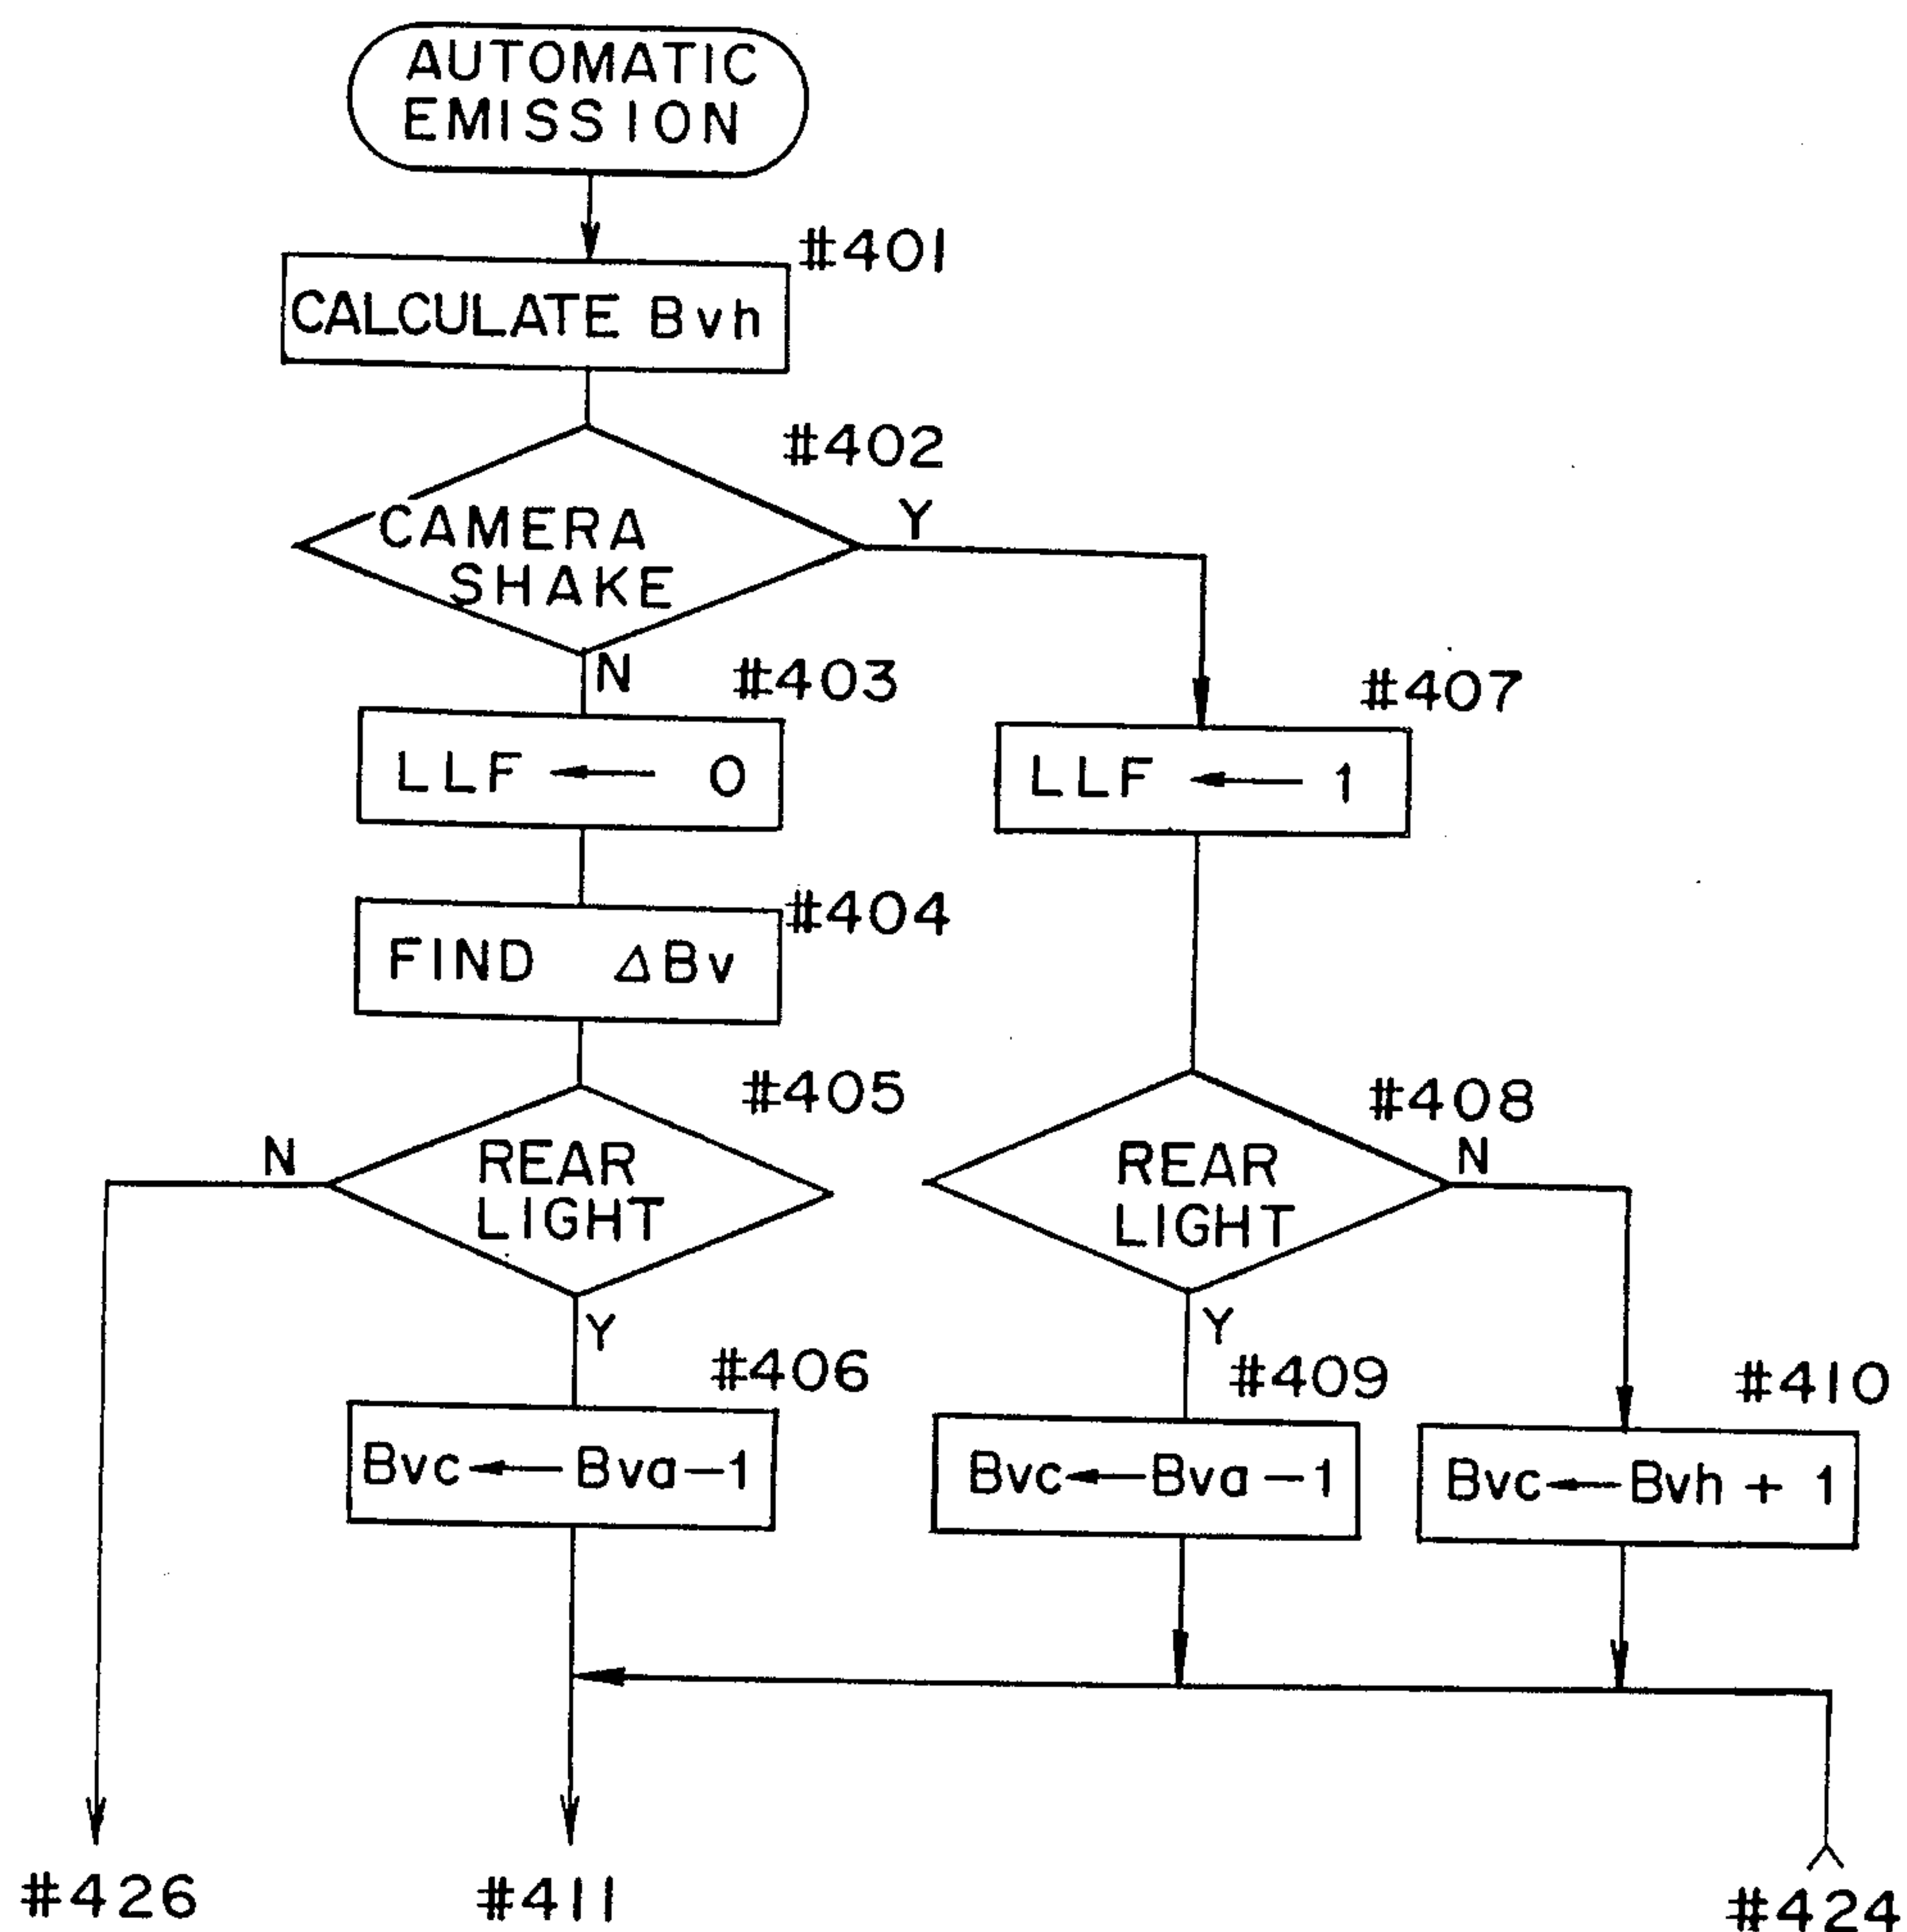 AUTOMATIC
EMISSION
#401
CALCULATE Bvh
#402
CAMERA
SHAKE
Y
N
#403
LLF ← 0
#407
LLF ← 1
#404
FIND ΔBv
#405
REAR
LIGHT
N
Y
#408
REAR
LIGHT
N
Y
#406
Bvc ← Bva - 1
#409
Bvc ← Bva - 1
#410
Bvc ← Bvh + 1
#426
#411
#424